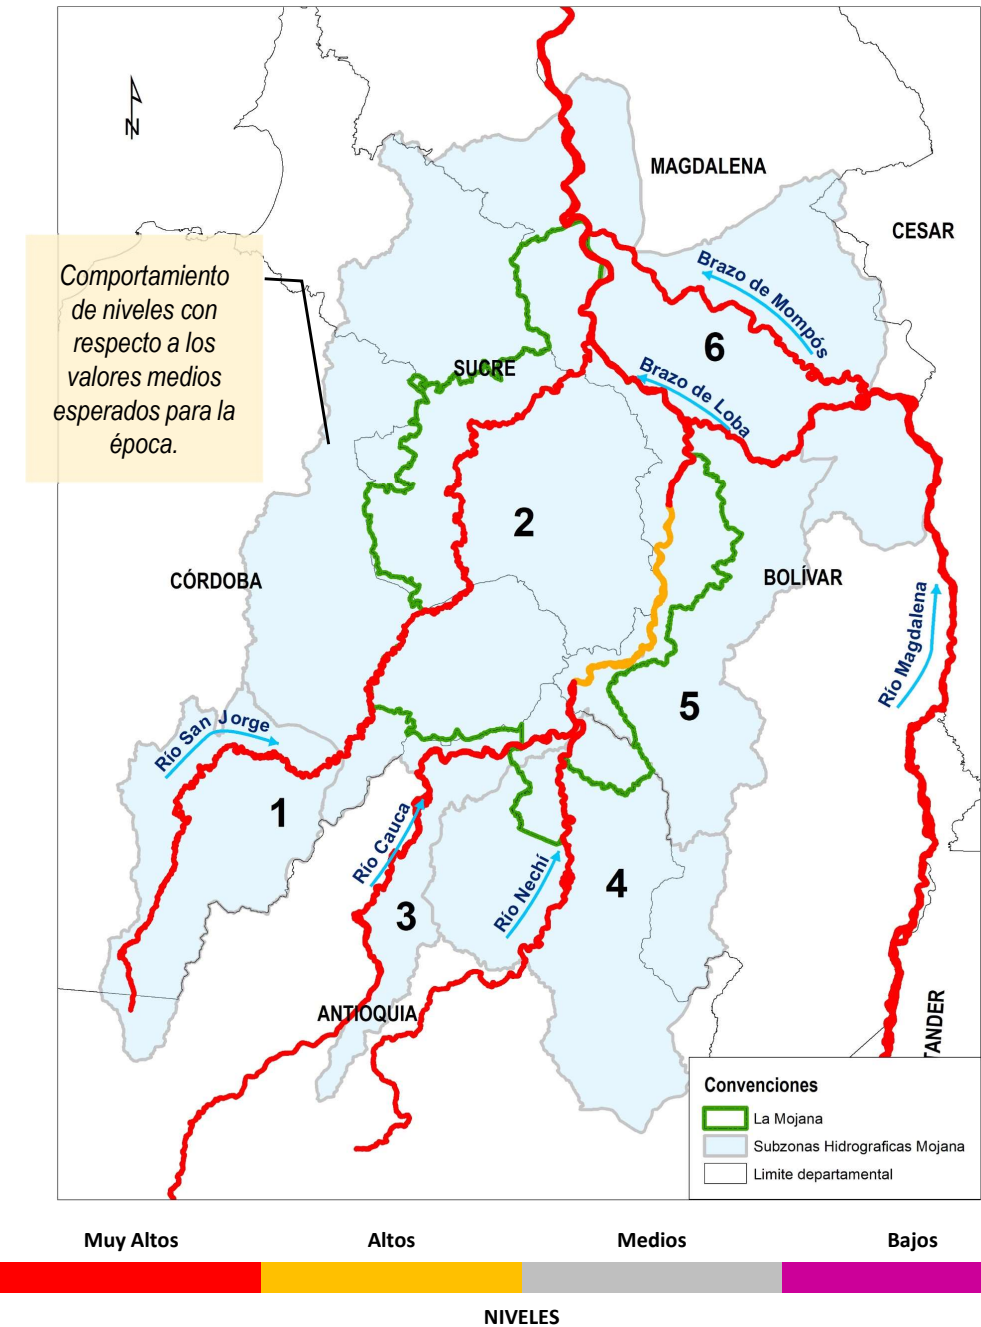 N
MAGDALENA
CESAR
Comportamiento
de niveles con
respecto a los
valores medios
esperados para la
época.
Brazo de Mompós
6
SUCRE
Brazo de Loba
2
CÓRDOBA
BOLÍVAR
Río Magdalena
5
Río San Jorge
1
Río Cauca
Río Nechí
4
3
ANTIOQUIA
TANDER
Convenciones
La Mojana
Subzonas Hidrograficas Mojana
Limite departamental
Muy Altos Altos Medios Bajos
NIVELES